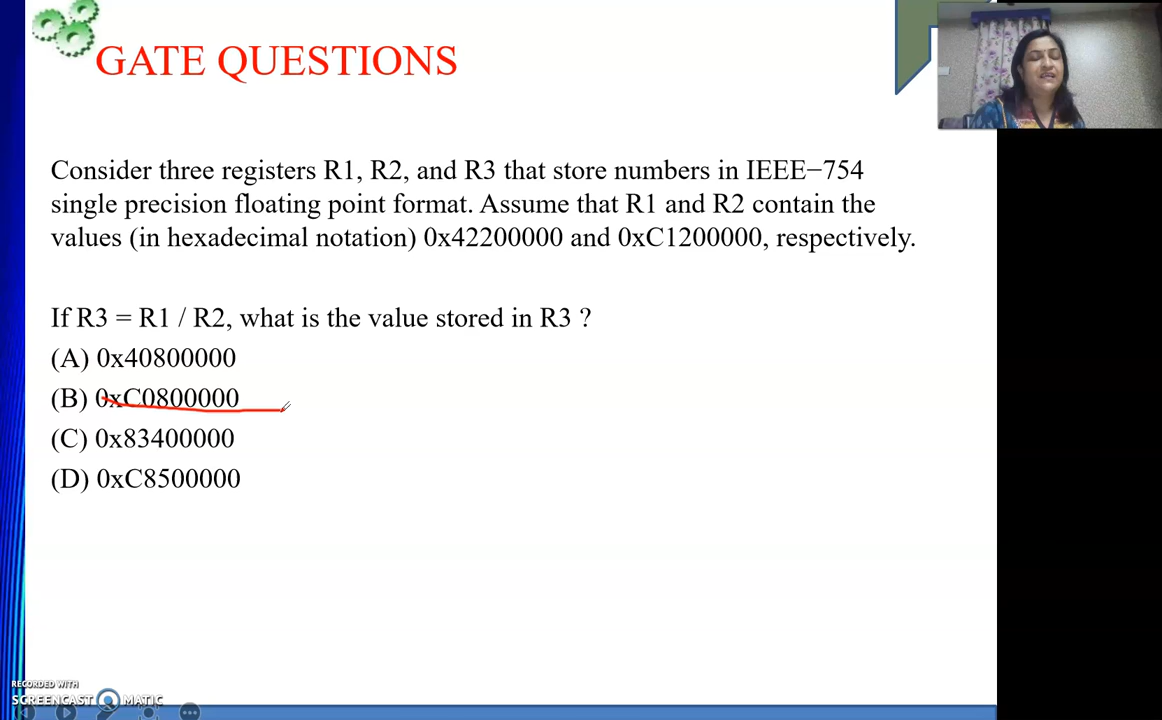 GATE QUESTIONS
Consider three registers R1, R2, and R3 that store numbers in IEEE−754
single precision floating point format. Assume that R1 and R2 contain the
values (in hexadecimal notation) 0x42200000 and 0xC1200000, respectively.
If R3 = R1 / R2, what is the value stored in R3 ?
(A) 0x40800000
(B) 0xC0800000
(C) 0x83400000
(D) 0xC8500000
RECORDED WITH
SCREENCAST MATIC